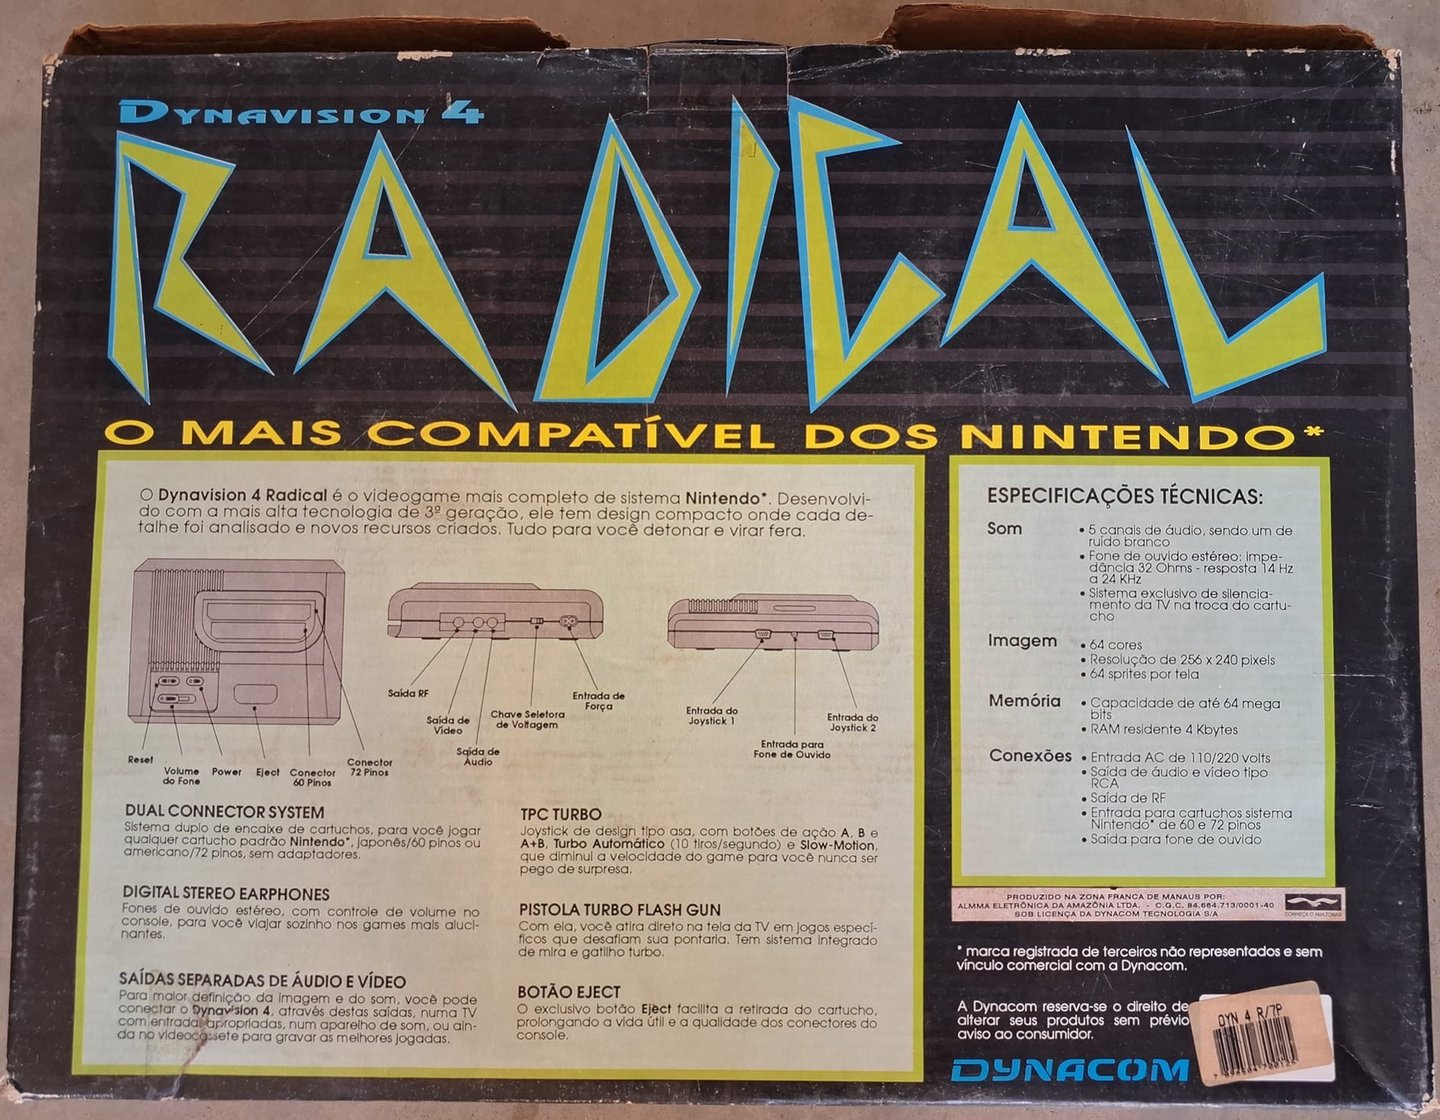 DYNAVISION 4
RADICAL
O MAIS COMPATÍVEL DOS NINTENDO*
O Dynavision 4 Radical é o videogame mais completo de sistema Nintendo*. Desenvolvi-
do com a mais alta tecnologia de 3ª geração, ele tem design compacto onde cada de-
talhe foi analisado e novos recursos criados. Tudo para você detonar e virar fera.
Reset
Volume
do Fone
Power
Eject
Conector
60 Pinos
Conector
72 Pinos
Saída RF
Saída de
Vídeo
Saída de
Áudio
Chave Seletora
de Voltagem
Entrada de
Força
Entrada do
Joystick 1
Entrada para
Fone de Ouvido
Entrada do
Joystick 2
DUAL CONNECTOR SYSTEM
Sistema duplo de encaixe de cartuchos, para você jogar
qualquer cartucho padrão Nintendo*, japonês/60 pinos ou
americano/72 pinos, sem adaptadores.
DIGITAL STEREO EARPHONES
Fones de ouvido estéreo, com controle de volume no
console, para você viajar sozinho nos games mais aluci-
nantes.
SAÍDAS SEPARADAS DE ÁUDIO E VÍDEO
Para maior definição da imagem e do som, você pode
conectar o Dynavision 4, através destas saídas, numa TV
com entradas apropriadas, num aparelho de som, ou ain-
da no videocassete para gravar as melhores jogadas.
TPC TURBO
Joystick de design tipo asa, com botões de ação A, B e
A+B, Turbo Automático (10 tiros/segundo) e Slow-Motion,
que diminui a velocidade do game para você nunca ser
pego de surpresa.
PISTOLA TURBO FLASH GUN
Com ela, você atira direto na tela da TV em jogos especí-
ficos que desafiam sua pontaria. Tem sistema integrado
de mira e gatilho turbo.
BOTÃO EJECT
O exclusivo botão Eject facilita a retirada do cartucho,
prolongando a vida útil e a qualidade dos conectores do
console.
ESPECIFICAÇÕES TÉCNICAS:
Som
• 5 canais de áudio, sendo um de
ruído branco
• Fone de ouvido estéreo: impe-
dância 32 Ohms - resposta 14 Hz
a 24 KHz
• Sistema exclusivo de silencia-
mento da TV na troca do cartu-
cho
Imagem
• 64 cores
• Resolução de 256 x 240 pixels
• 64 sprites por tela
Memória
• Capacidade de até 64 mega
bits
• RAM residente 4 Kbytes
Conexões
• Entrada AC de 110/220 volts
• Saída de áudio e vídeo tipo
RCA
• Saída de RF
• Entrada para cartuchos sistema
Nintendo* de 60 e 72 pinos
• Saída para fone de ouvido
PRODUZIDO NA ZONA FRANCA DE MANAUS POR:
ALMMA ELETRÔNICA DA AMAZÔNIA LTDA. - C.G.C. 84.664.713/0001-40
SOB LICENÇA DA DYNACOM TECNOLOGIA S/A
CONHEÇA O AMAZONAS
* marca registrada de terceiros não representados e sem
vínculo comercial com a Dynacom.
A Dynacom reserva-se o direito de
alterar seus produtos sem prévio
aviso ao consumidor.
DYNACOM
DYN 4 R/7P